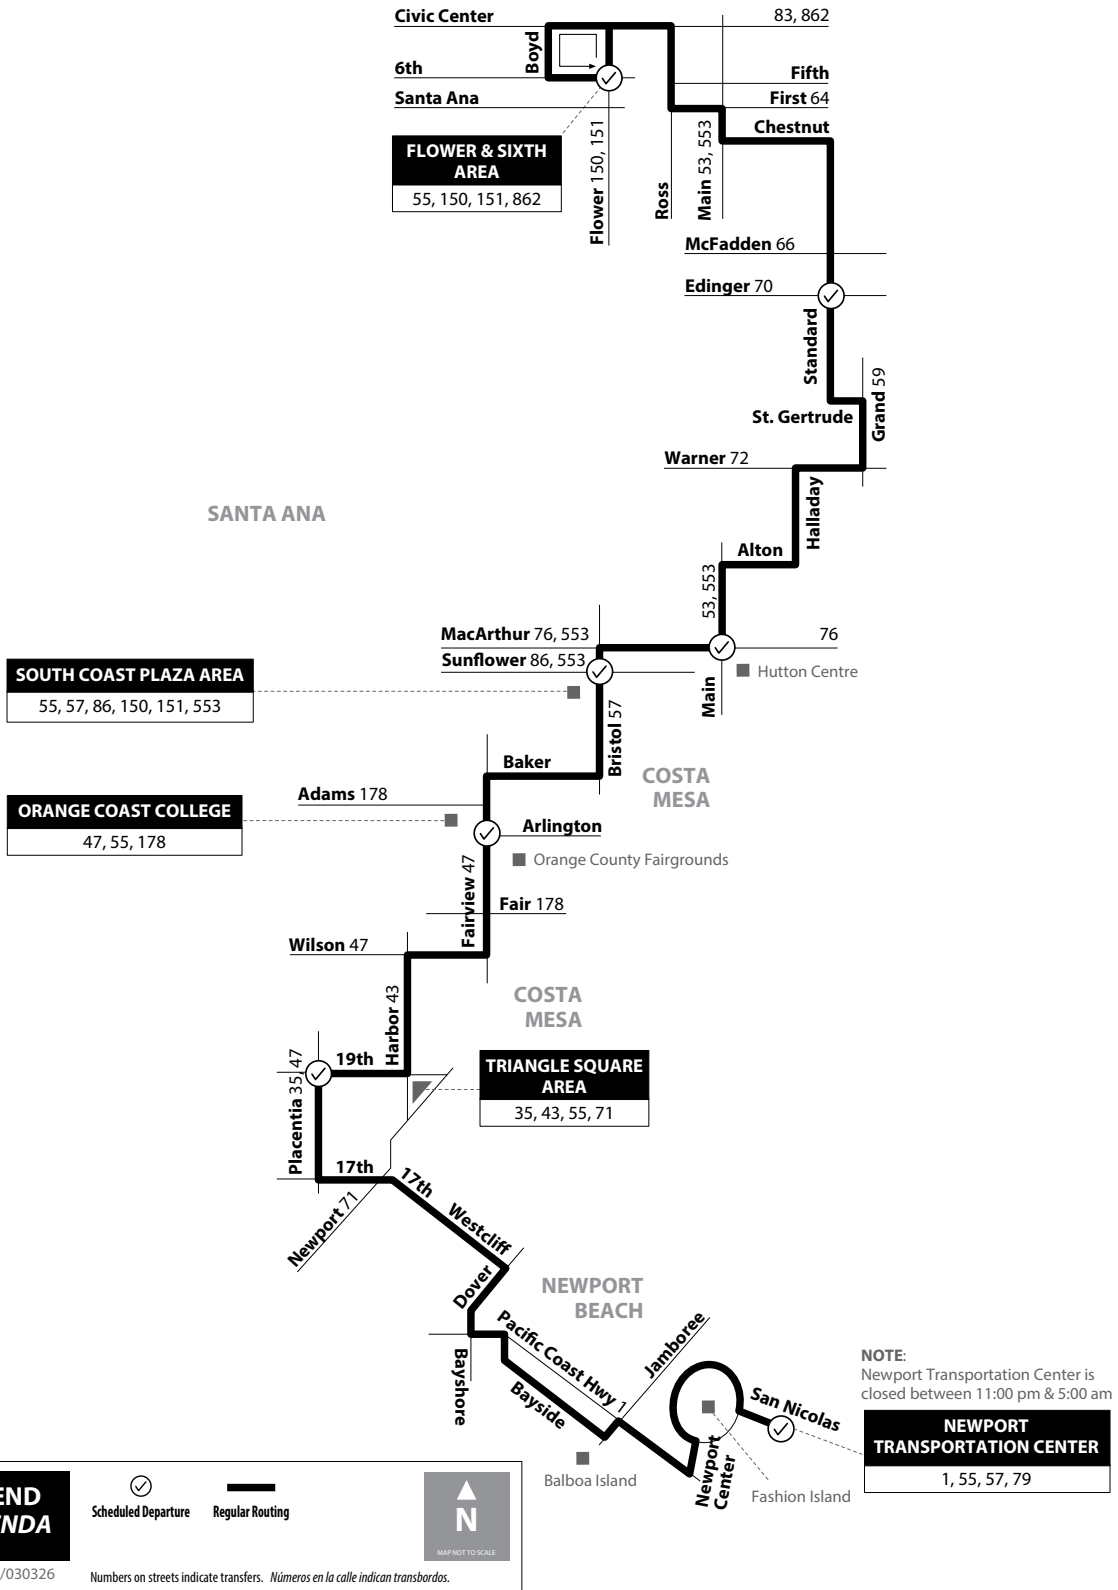 Civic Center
83, 862
Boyd
6th
Fifth
Santa Ana
First 64
Chestnut
FLOWER & SIXTH
AREA
55, 150, 151, 862
Flower 150, 151
Ross
Main 53, 553
McFadden 66
Edinger 70
Standard
Grand 59
St. Gertrude
Warner 72
Halladay
SANTA ANA
Alton
53, 553
MacArthur 76, 553
76
Sunflower 86, 553
Hutton Centre
Main
SOUTH COAST PLAZA AREA
55, 57, 86, 150, 151, 553
Bristol 57
Baker
COSTA
MESA
Adams 178
ORANGE COAST COLLEGE
47, 55, 178
Arlington
Orange County Fairgrounds
Fairview 47
Fair 178
Wilson 47
Harbor 43
COSTA
MESA
19th
Placentia 35, 47
TRIANGLE SQUARE
AREA
35, 43, 55, 71
17th
17th
Newport 71
Westcliff
Dover
NEWPORT
BEACH
Pacific Coast Hwy 1
Jamboree
Bayshore
Bayside
NOTE:
Newport Transportation Center is
closed between 11:00 pm & 5:00 am
San Nicolas
NEWPORT
TRANSPORTATION CENTER
1, 55, 57, 79
Balboa Island
Newport
Center
Fashion Island
END
NDA
Scheduled Departure
Regular Routing
N
MAP NOT TO SCALE
/030326
Numbers on streets indicate transfers. Números en la calle indican transbordos.